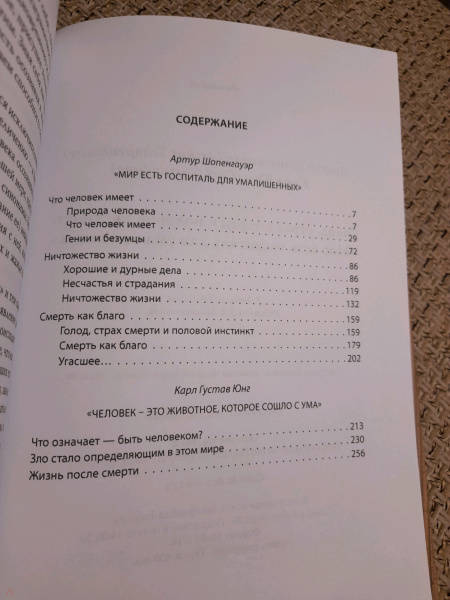 СОДЕРЖАНИЕ
Артур Шопенгауэр
«МИР ЕСТЬ ГОСПИТАЛЬ ДЛЯ УМАЛИШЕННЫХ»
Что человек имеет . . . . . . . . . . . . . . . . . . . . 7
Природа человека . . . . . . . . . . . . . . . . . . . . 7
Что человек имеет . . . . . . . . . . . . . . . . . . . . 29
Гении и безумцы . . . . . . . . . . . . . . . . . . . . 72
Ничтожество жизни . . . . . . . . . . . . . . . . . . . . 86
Хорошие и дурные дела . . . . . . . . . . . . . . . . . . . . 86
Несчастья и страдания . . . . . . . . . . . . . . . . . . . . 119
Ничтожество жизни . . . . . . . . . . . . . . . . . . . . 132
Смерть как благо . . . . . . . . . . . . . . . . . . . . 159
Голод, страх смерти и половой инстинкт . . . . . . . . . . 159
Смерть как благо . . . . . . . . . . . . . . . . . . . . 179
Угасшее… . . . . . . . . . . . . . . . . . . . . 202
Карл Густав Юнг
«ЧЕЛОВЕК – ЭТО ЖИВОТНОЕ, КОТОРОЕ СОШЛО С УМА»
Что означает — быть человеком? . . . . . . . . . . . . . . . 213
Зло стало определяющим в этом мире . . . . . . . . . . . . 230
Жизнь после смерти . . . . . . . . . . . . . . . . . . . . 256